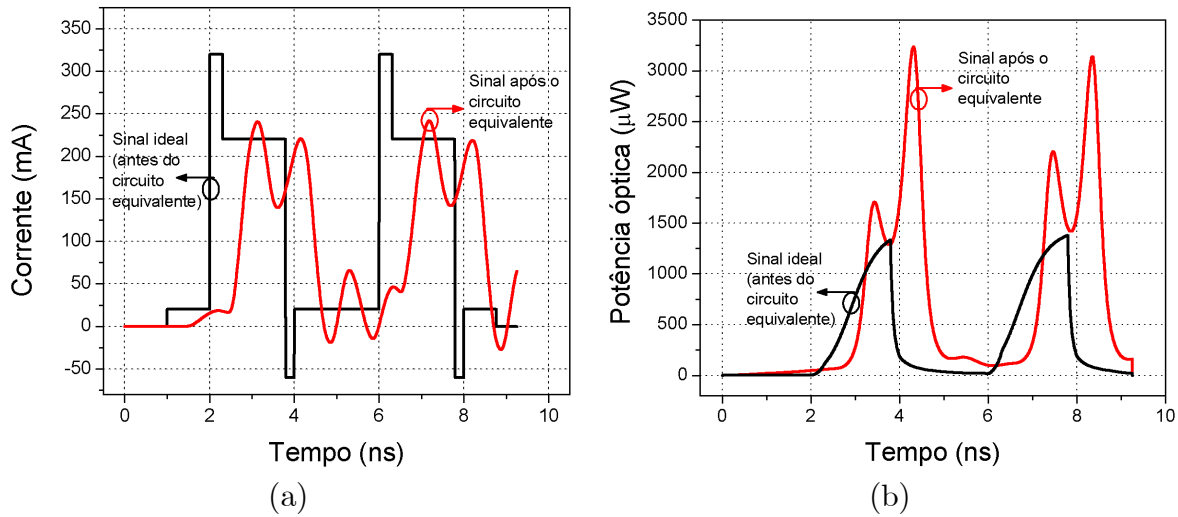 350
300
250
200
150
100
50
0
-50
Corrente (mA)
Sinal ideal
(antes do
circuito
equivalente)
Sinal após o
circuito
equivalente
0
2
4
6
8
10
Tempo (ns)
(a)
3500
3000
2500
2000
1500
1000
500
0
Potência óptica (µW)
Sinal após o
circuito
equivalente
Sinal ideal
(antes do
circuito
equivalente)
0
2
4
6
8
10
Tempo (ns)
(b)